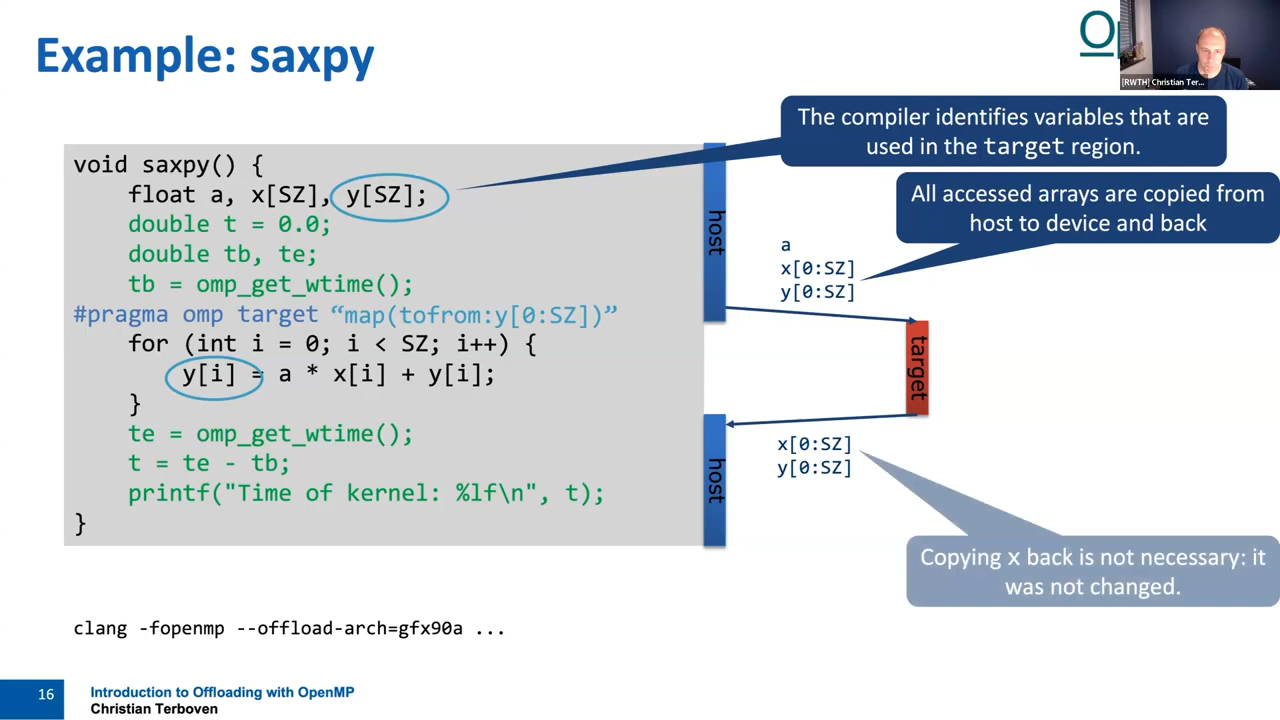 Example: saxpy
[RWTH] Christian Ter...
The compiler identifies variables that are
used in the target region.
void saxpy() {
float a, x[SZ], y[SZ];
double t = 0.0;
double tb, te;
tb = omp_get_wtime();
#pragma omp target “map(tofrom:y[0:SZ])”
for (int i = 0; i < SZ; i++) {
y[i] = a * x[i] + y[i];
}
te = omp_get_wtime();
t = te - tb;
printf("Time of kernel: %lf\n", t);
}
host
All accessed arrays are copied from
host to device and back
a
x[0:SZ]
y[0:SZ]
target
host
x[0:SZ]
y[0:SZ]
Copying x back is not necessary: it
was not changed.
clang -fopenmp --offload-arch=gfx90a ...
16
Introduction to Offloading with OpenMP
Christian Terboven